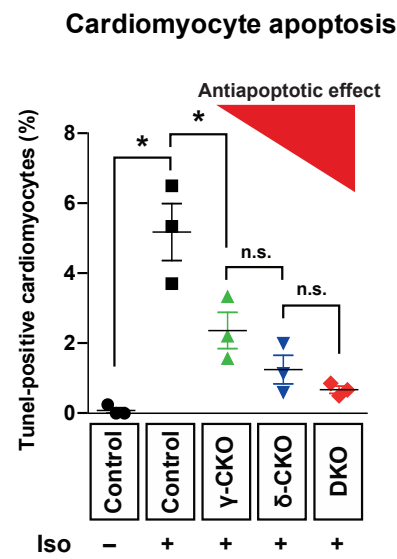 Cardiomyocyte apoptosis
Antiapoptotic effect
Tunel-positive cardiomyocytes (%)
8
6
4
2
0
*
*
n.s.
n.s.
Control
Control
γ-CKO
δ-CKO
DKO
Iso – + + + +